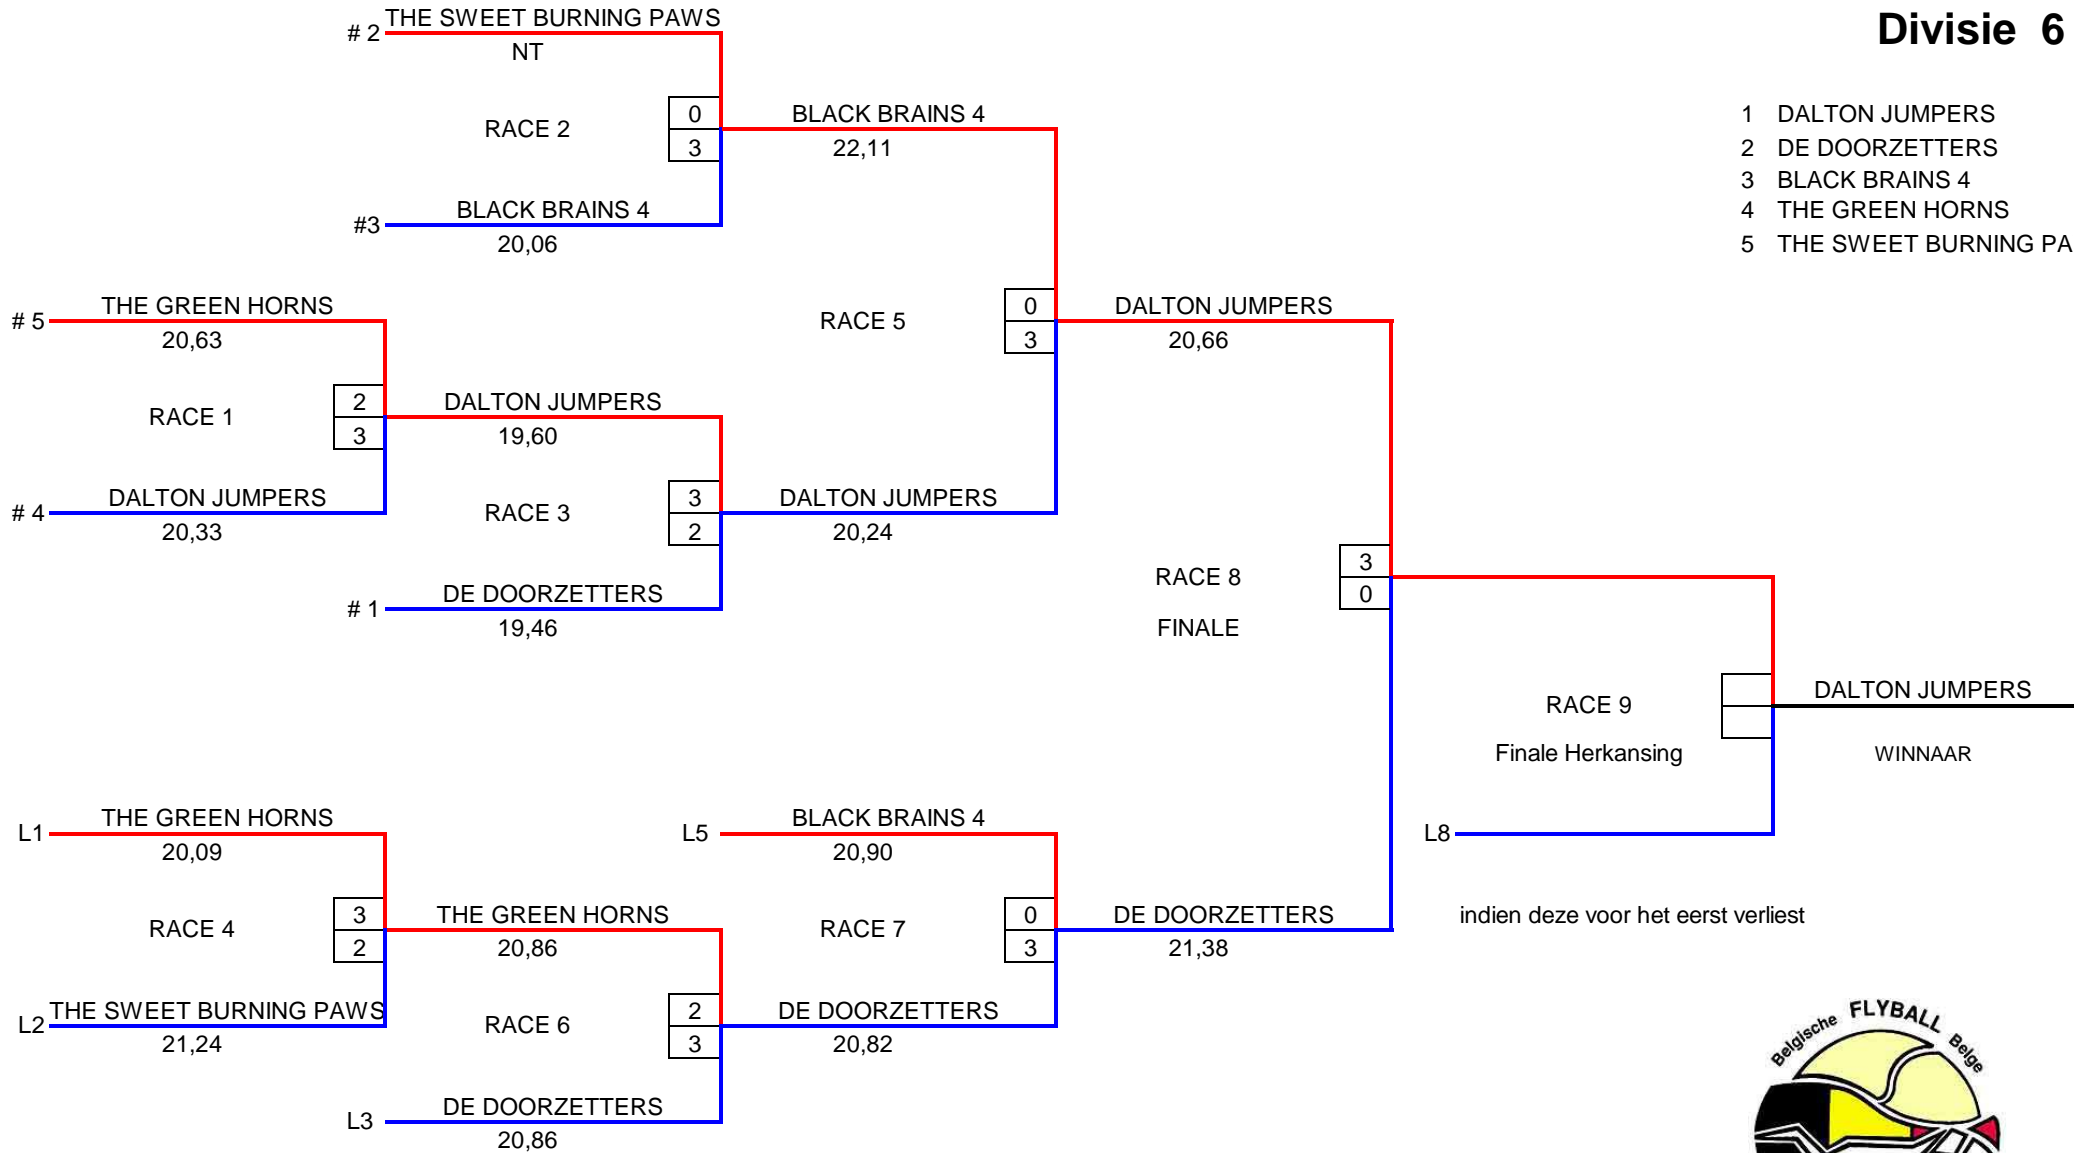 Divisie 6
1 DALTON JUMPERS
2 DE DOORZETTERS
3 BLACK BRAINS 4
4 THE GREEN HORNS
5 THE SWEET BURNING PA
# 2 THE SWEET BURNING PAWS
NT
RACE 2
0
3
#3 BLACK BRAINS 4
20,06
BLACK BRAINS 4
22,11
# 5 THE GREEN HORNS
20,63
RACE 1
2
3
# 4 DALTON JUMPERS
20,33
DALTON JUMPERS
19,60
RACE 3
3
2
# 1 DE DOORZETTERS
19,46
DALTON JUMPERS
20,24
RACE 5
0
3
DALTON JUMPERS
20,66
RACE 8
FINALE
3
0
RACE 9
Finale Herkansing
DALTON JUMPERS
WINNAAR
L8
indien deze voor het eerst verliest
L1 THE GREEN HORNS
20,09
RACE 4
3
2
L2 THE SWEET BURNING PAWS
21,24
THE GREEN HORNS
20,86
RACE 6
2
3
L3 DE DOORZETTERS
20,86
L5 BLACK BRAINS 4
20,90
RACE 7
0
3
DE DOORZETTERS
20,82
DE DOORZETTERS
21,38
Belgische FLYBALL Belge